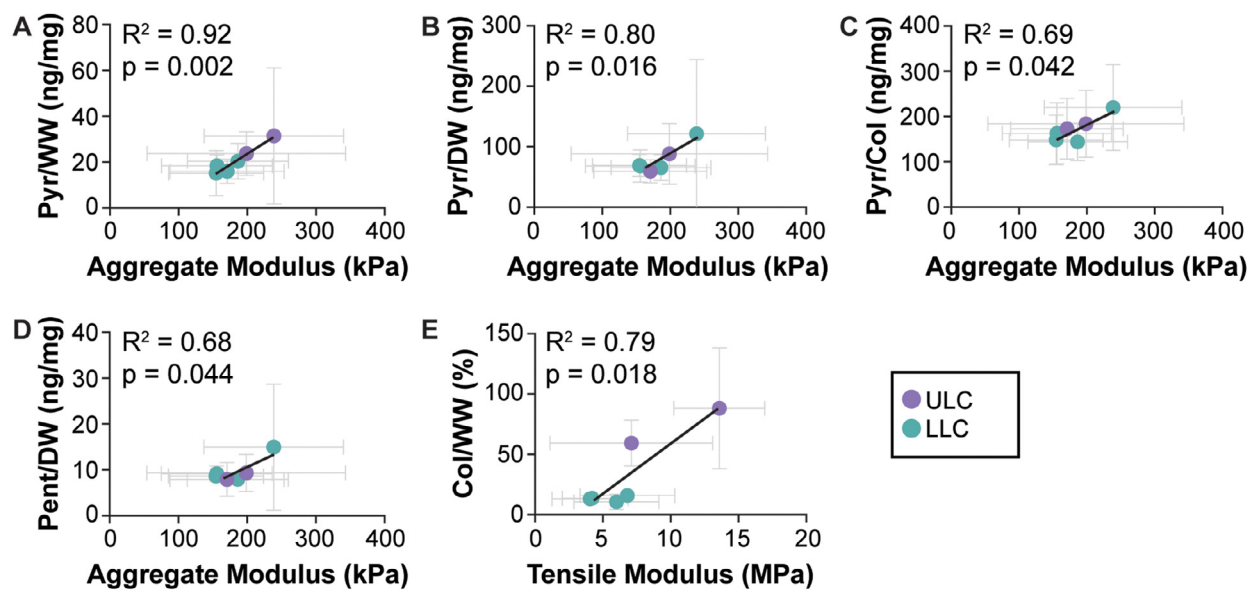 A
R² = 0.92
p = 0.002
Pyr/WW (ng/mg)
80
60
40
20
0
0 100 200 300 400
Aggregate Modulus (kPa)
B
R² = 0.80
p = 0.016
Pyr/DW (ng/mg)
300
200
100
0
0 100 200 300 400
Aggregate Modulus (kPa)
C
R² = 0.69
p = 0.042
Pyr/Col (ng/mg)
400
300
200
100
0
0 100 200 300 400
Aggregate Modulus (kPa)
D
R² = 0.68
p = 0.044
Pent/DW (ng/mg)
40
30
20
10
0
0 100 200 300 400
Aggregate Modulus (kPa)
E
R² = 0.79
p = 0.018
Col/WW (%)
150
100
50
0
0 5 10 15 20
Tensile Modulus (MPa)
ULC
LLC